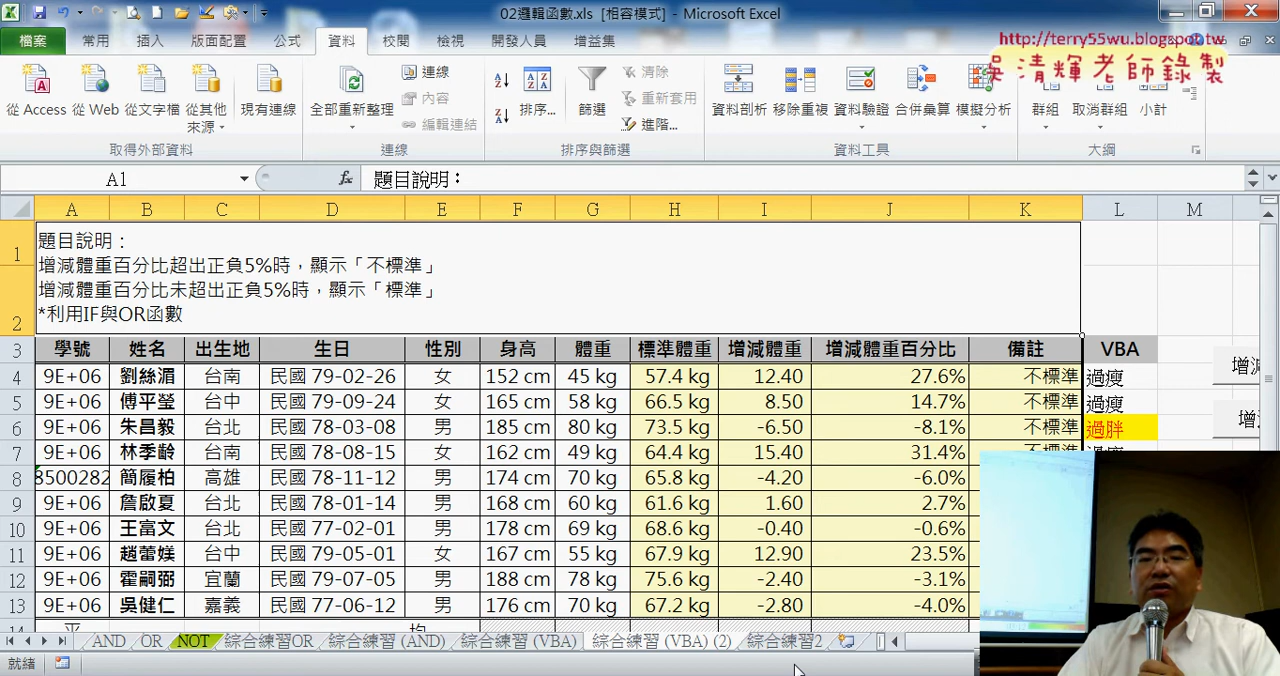 02邏輯函數.xls [相容模式] - Microsoft Excel
http://terry55wu.blogspot.tw
吳清輝老師錄製
檔案 常用 插入 版面配置 公式 資料 校閱 檢視 開發人員 增益集
從 Access 從 Web 從文字檔 從其他來源 現有連線 全部重新整理 連線 內容 編輯連結 排序... 篩選 清除 重新套用 進階... 資料剖析 移除重複 資料驗證 合併彙算 模擬分析 群組 取消群組 小計
取得外部資料 連線 排序與篩選 資料工具 大綱
A1 fx 題目說明：
A B C D E F G H I J K L M
1 題目說明：
增減體重百分比超出正負5%時，顯示「不標準」
增減體重百分比未超出正負5%時，顯示「標準」
2 *利用IF與OR函數
3 學號 姓名 出生地 生日 性別 身高 體重 標準體重 增減體重 增減體重百分比 備註 VBA
4 9E+06 劉絲湄 台南 民國 79-02-26 女 152 cm 45 kg 57.4 kg 12.40 27.6% 不標準 過瘦
5 9E+06 傅平瑩 台中 民國 79-09-24 女 165 cm 58 kg 66.5 kg 8.50 14.7% 不標準 過瘦
6 9E+06 朱昌毅 台北 民國 78-03-08 男 185 cm 80 kg 73.5 kg -6.50 -8.1% 不標準 過胖
7 9E+06 林季齡 台南 民國 78-08-15 女 162 cm 49 kg 64.4 kg 15.40 31.4% 不標準 過瘦
8 8500282 簡履柏 高雄 民國 78-11-12 男 174 cm 70 kg 65.8 kg -4.20 -6.0%
9 9E+06 詹啟夏 台北 民國 78-01-14 男 168 cm 60 kg 61.6 kg 1.60 2.7%
10 9E+06 王富文 台北 民國 77-02-01 男 178 cm 69 kg 68.6 kg -0.40 -0.6%
11 9E+06 趙蕾媄 台中 民國 79-05-01 女 167 cm 55 kg 67.9 kg 12.90 23.5%
12 9E+06 霍嗣弼 宜蘭 民國 79-07-05 男 188 cm 78 kg 75.6 kg -2.40 -3.1%
13 9E+06 吳健仁 嘉義 民國 77-06-12 男 176 cm 70 kg 67.2 kg -2.80 -4.0%
AND OR NOT 綜合練習OR 綜合練習 (AND) 綜合練習 (VBA) 綜合練習 (VBA) (2) 綜合練習2
就緒